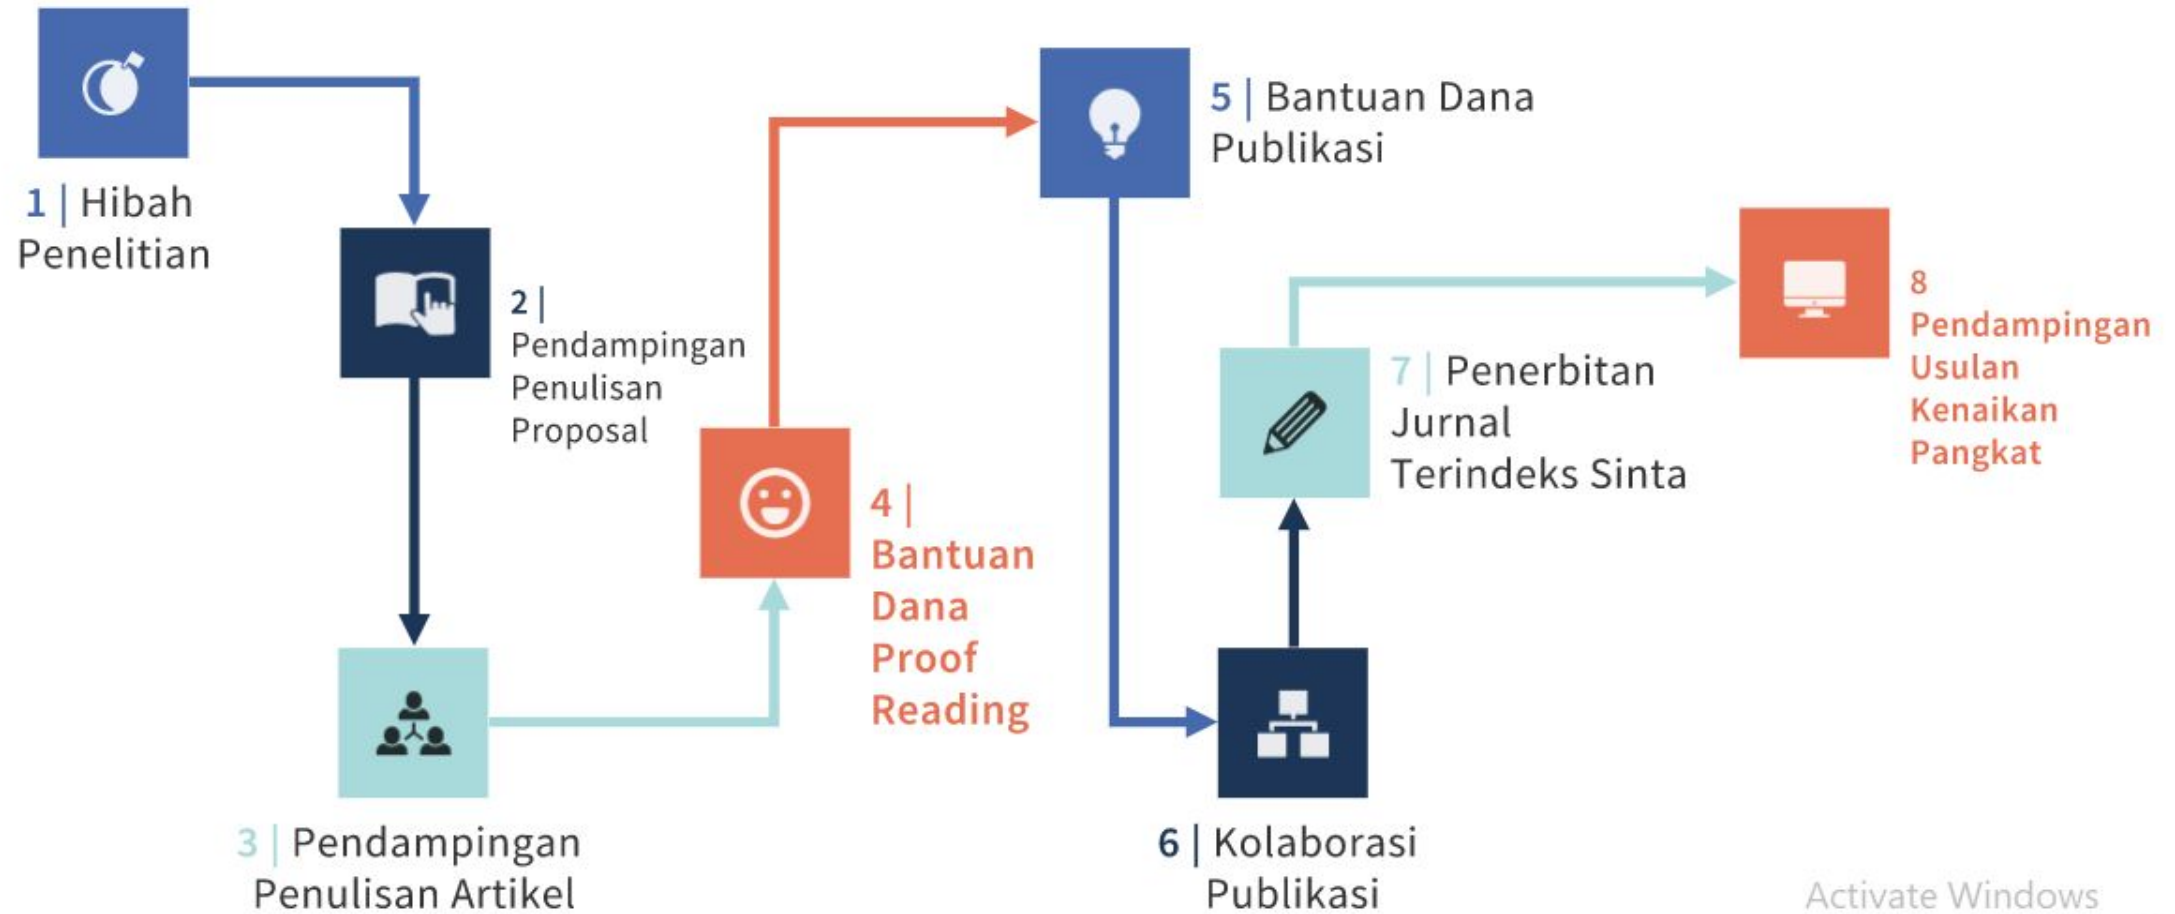 1 | Hibah
Penelitian
2 |
Pendampingan
Penulisan
Proposal
3 | Pendampingan
Penulisan Artikel
4 |
Bantuan
Dana
Proof
Reading
5 | Bantuan Dana
Publikasi
6 | Kolaborasi
Publikasi
7 | Penerbitan
Jurnal
Terindeks Sinta
8
Pendampingan
Usulan
Kenaikan
Pangkat
Activate Windows